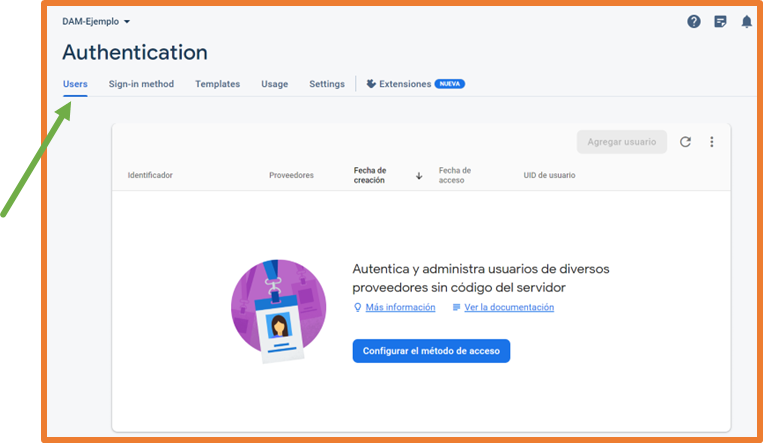 DAM-Ejemplo
Authentication
Users Sign-in method Templates Usage Settings Extensiones NUEVA
Agregar usuario
Identificador Proveedores Fecha de creación Fecha de acceso UID de usuario
Autentica y administra usuarios de diversos
proveedores sin código del servidor
Más información Ver la documentación
Configurar el método de acceso